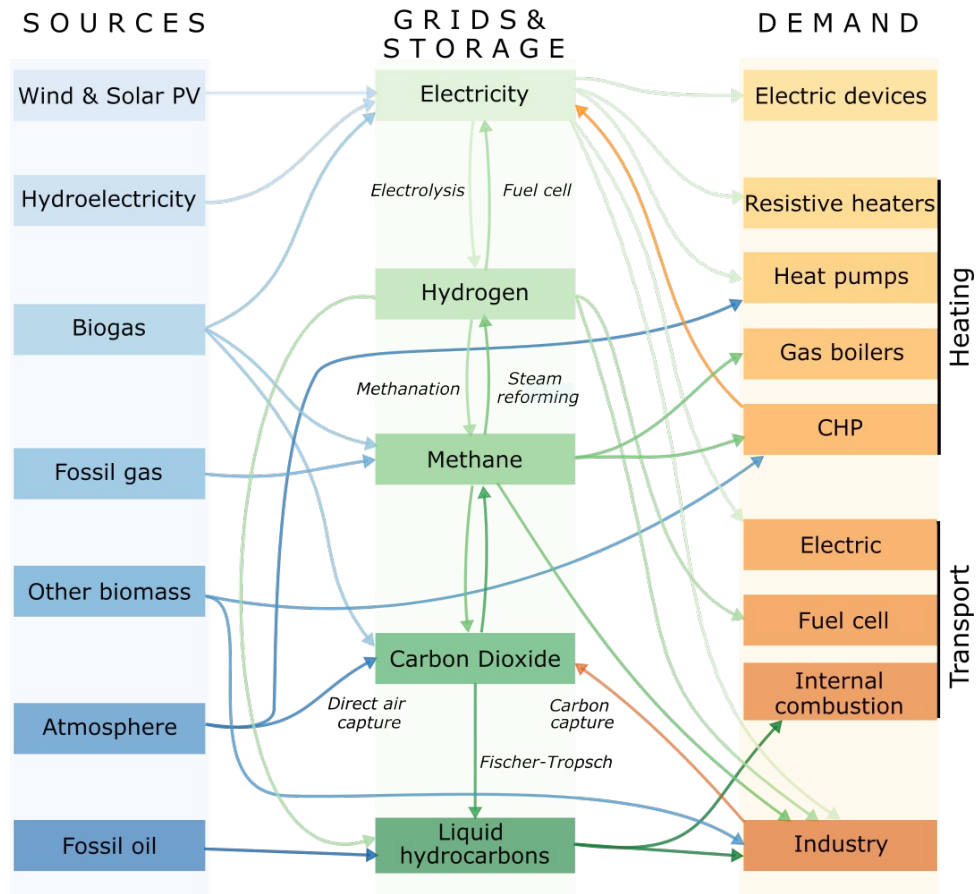 SOURCES
GRIDS &
STORAGE
DEMAND
Wind & Solar PV
Hydroelectricity
Biogas
Fossil gas
Other biomass
Atmosphere
Fossil oil
Electricity
Electrolysis
Fuel cell
Hydrogen
Methanation
Steam
reforming
Methane
Carbon Dioxide
Direct air
capture
Carbon
capture
Fischer-Tropsch
Liquid
hydrocarbons
Electric devices
Resistive heaters
Heat pumps
Gas boilers
CHP
Heating
Electric
Fuel cell
Internal
combustion
Transport
Industry